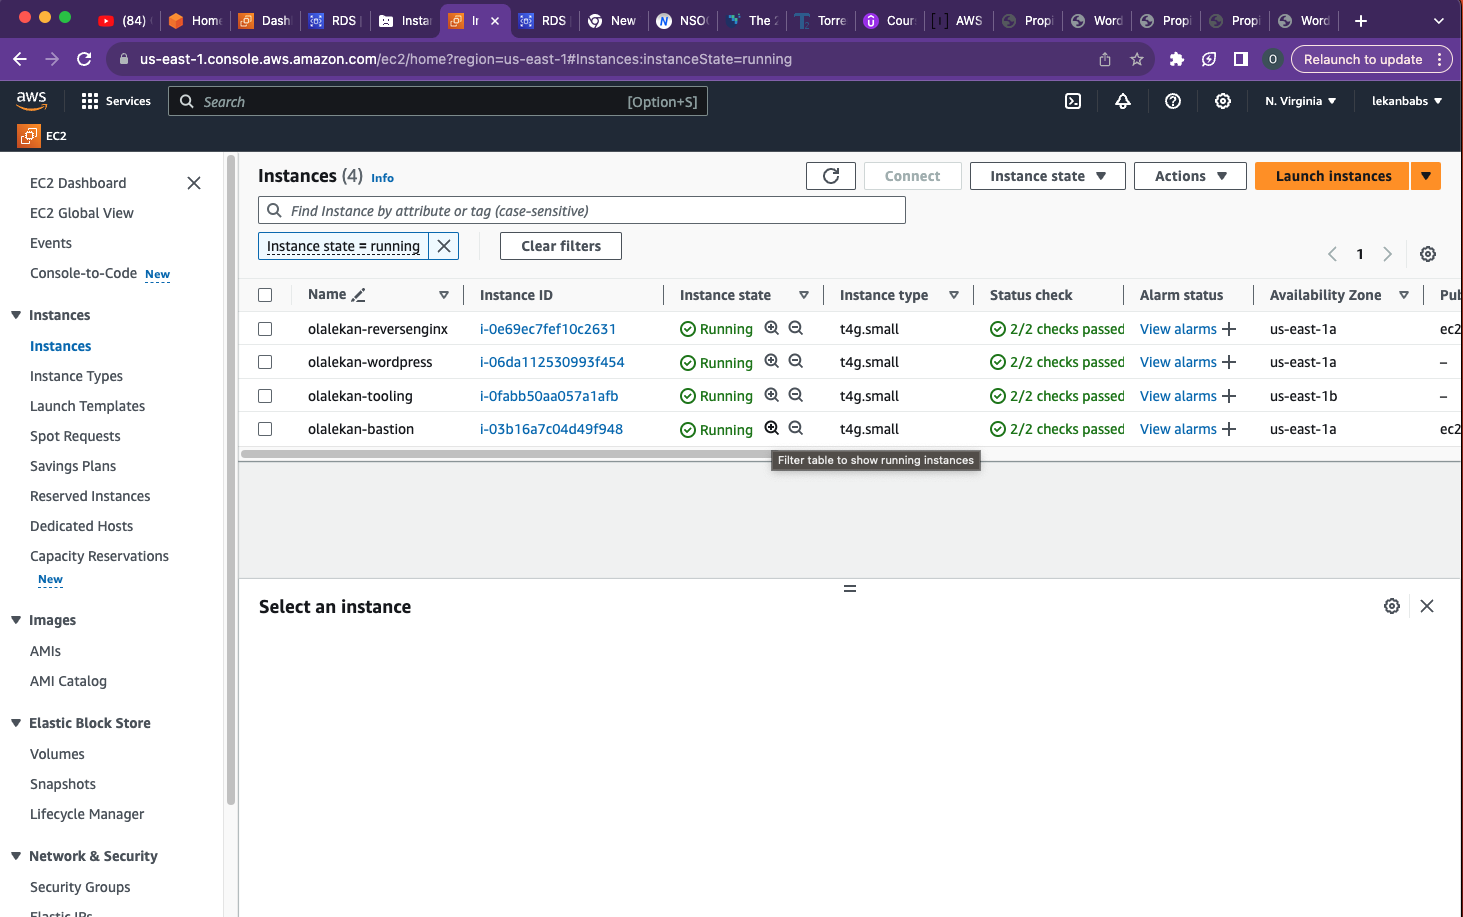 (84)
Home
Dash
RDS
Instar
In
RDS
New
NSO
The 2
Torre
Cour
AWS
Propi
Word
Propi
Propi
Word
us-east-1.console.aws.amazon.com/ec2/home?region=us-east-1#Instances:instanceState=running
O
Relaunch to update
aws
Services
Search
[Option+S]
N. Virginia
lekanbabs
EC2
EC2 Dashboard
EC2 Global View
Events
Console-to-Code New
Instances
Instances
Instance Types
Launch Templates
Spot Requests
Savings Plans
Reserved Instances
Dedicated Hosts
Capacity Reservations
New
Images
AMIs
AMI Catalog
Elastic Block Store
Volumes
Snapshots
Lifecycle Manager
Network & Security
Security Groups
Elastic IPs
Instances (4) Info
Connect
Instance state
Actions
Launch instances
Find Instance by attribute or tag (case-sensitive)
Instance state = running
Clear filters
1
Name Instance ID Instance state Instance type Status check Alarm status Availability Zone Pub
olalekan-reversenginx i-0e69ec7fef10c2631 Running t4g.small 2/2 checks passed View alarms + us-east-1a ec2
olalekan-wordpress i-06da112530993f454 Running t4g.small 2/2 checks passed View alarms + us-east-1a –
olalekan-tooling i-0fabb50aa057a1afb Running t4g.small 2/2 checks passed View alarms + us-east-1b –
olalekan-bastion i-03b16a7c04d49f948 Running t4g.small 2/2 checks passed View alarms + us-east-1a ec2
Filter table to show running instances
Select an instance